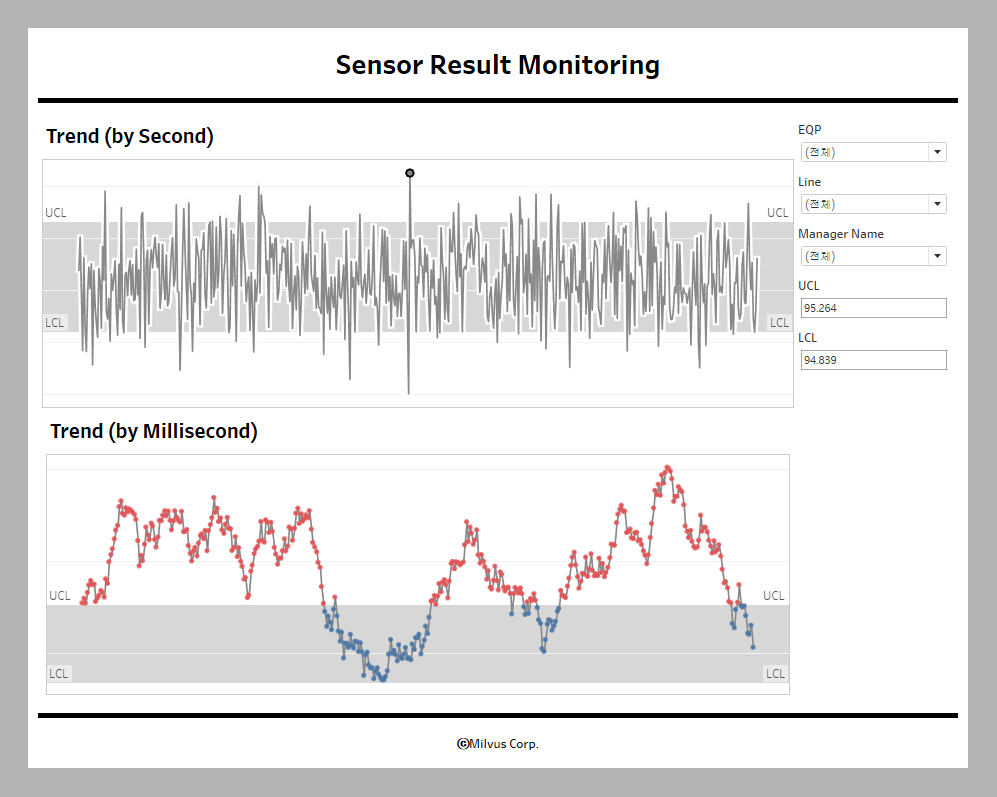 Sensor Result Monitoring
Trend (by Second)
UCL
UCL
LCL
LCL
EQP
(전체)
Line
(전체)
Manager Name
(전체)
UCL
95.264
LCL
94.839
Trend (by Millisecond)
UCL
UCL
LCL
LCL
©Milvus Corp.